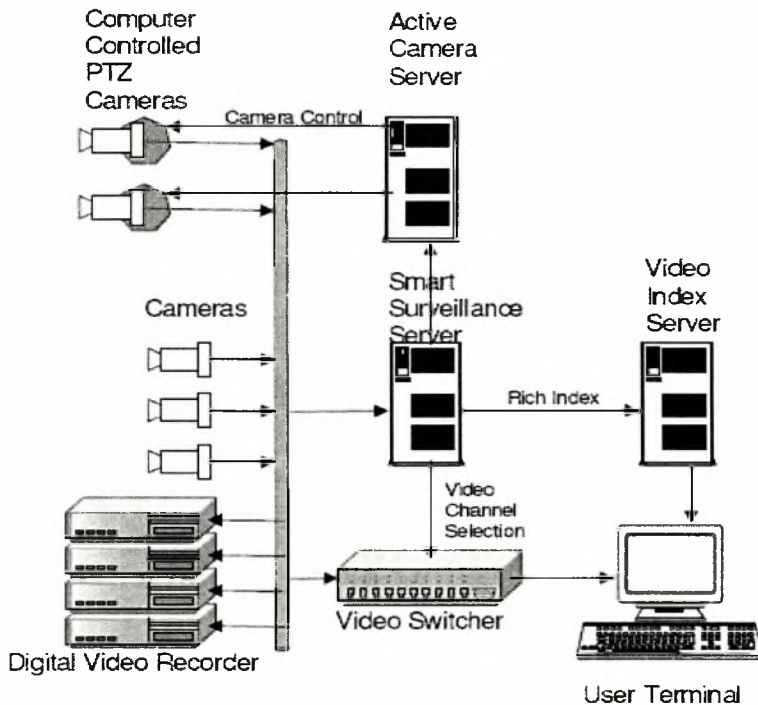 Computer
Controlled
PTZ
Cameras
Active
Camera
Server
Camera Control
Cameras
Smart
Surveillance
Server
Video
Index
Server
Rich Index
Video
Channel
Selection
Video Switcher
Digital Video Recorder
User Terminal